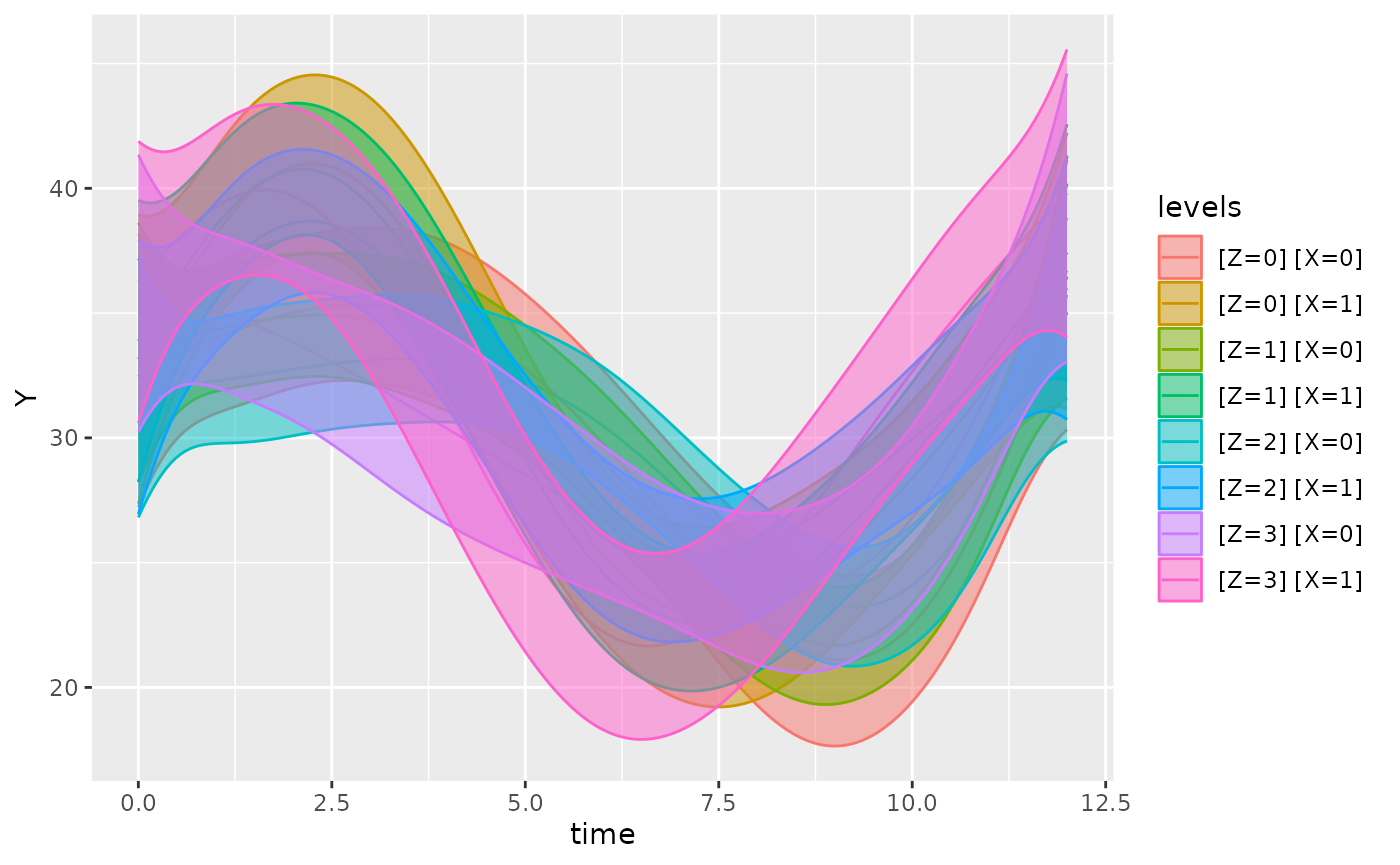 Y
40
30
20
0.0 2.5 5.0 7.5 10.0 12.5
time
levels
[Z=0] [X=0]
[Z=0] [X=1]
[Z=1] [X=0]
[Z=1] [X=1]
[Z=2] [X=0]
[Z=2] [X=1]
[Z=3] [X=0]
[Z=3] [X=1]